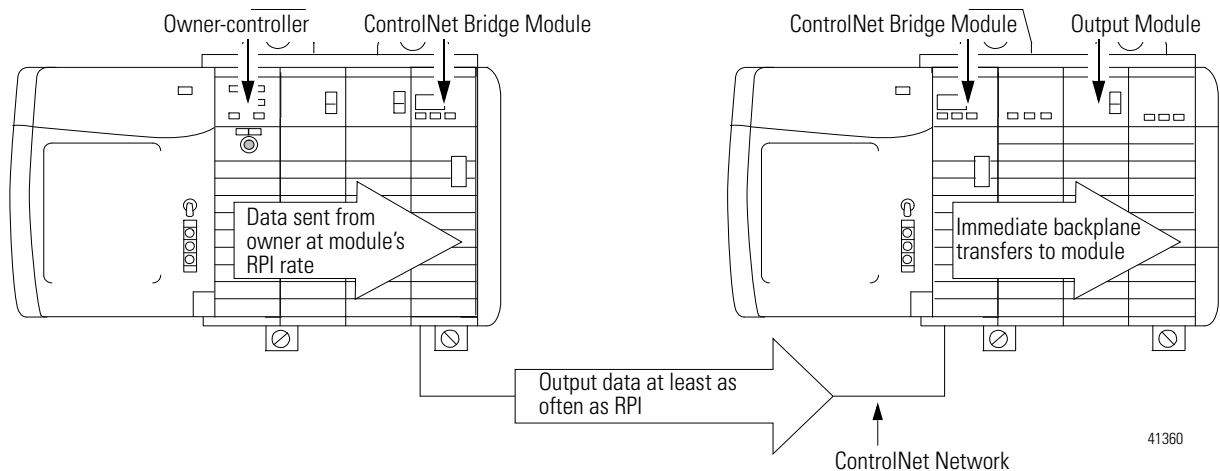 Owner-controller
ControlNet Bridge Module
ControlNet Bridge Module
Output Module
Data sent from
owner at module's
RPI rate
Immediate backplane
transfers to module
Output data at least as
often as RPI
41360
ControlNet Network